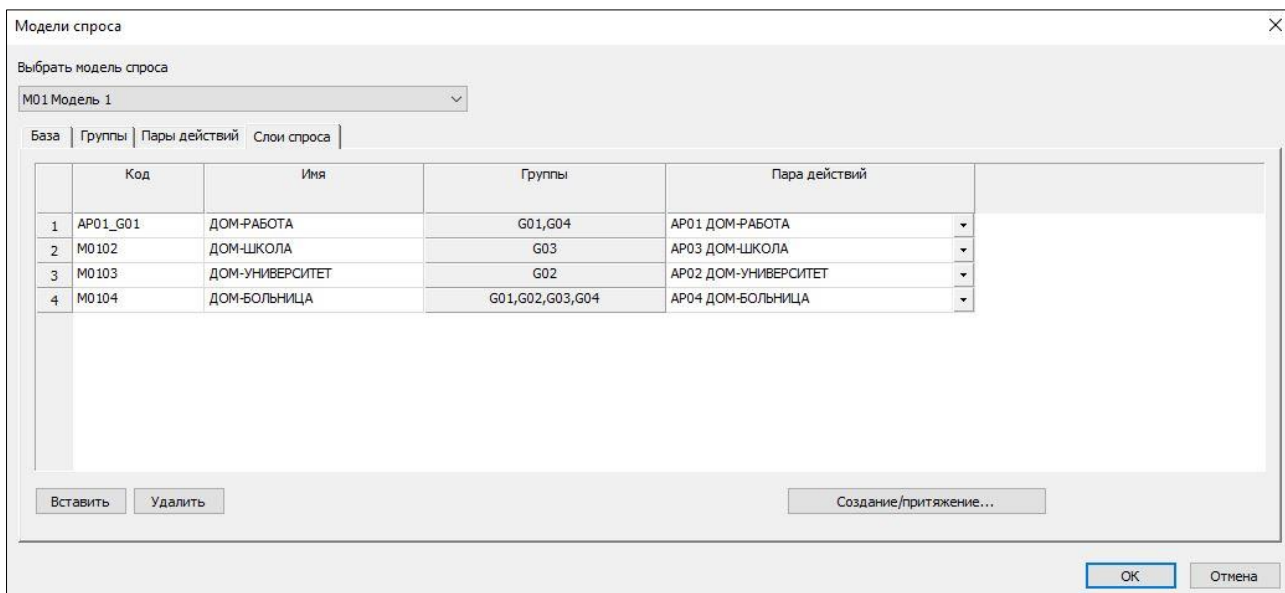 Модели спроса
Выбрать модель спроса
M01 Модель 1
База Группы Пары действий Слои спроса
Код Имя Группы Пара действий
1 AP01_G01 ДОМ-РАБОТА G01,G04 AP01 ДОМ-РАБОТА
2 M0102 ДОМ-ШКОЛА G03 AP03 ДОМ-ШКОЛА
3 M0103 ДОМ-УНИВЕРСИТЕТ G02 AP02 ДОМ-УНИВЕРСИТЕТ
4 M0104 ДОМ-БОЛЬНИЦА G01,G02,G03,G04 AP04 ДОМ-БОЛЬНИЦА
Вставить Удалить Создание/притяжение...
OK Отмена